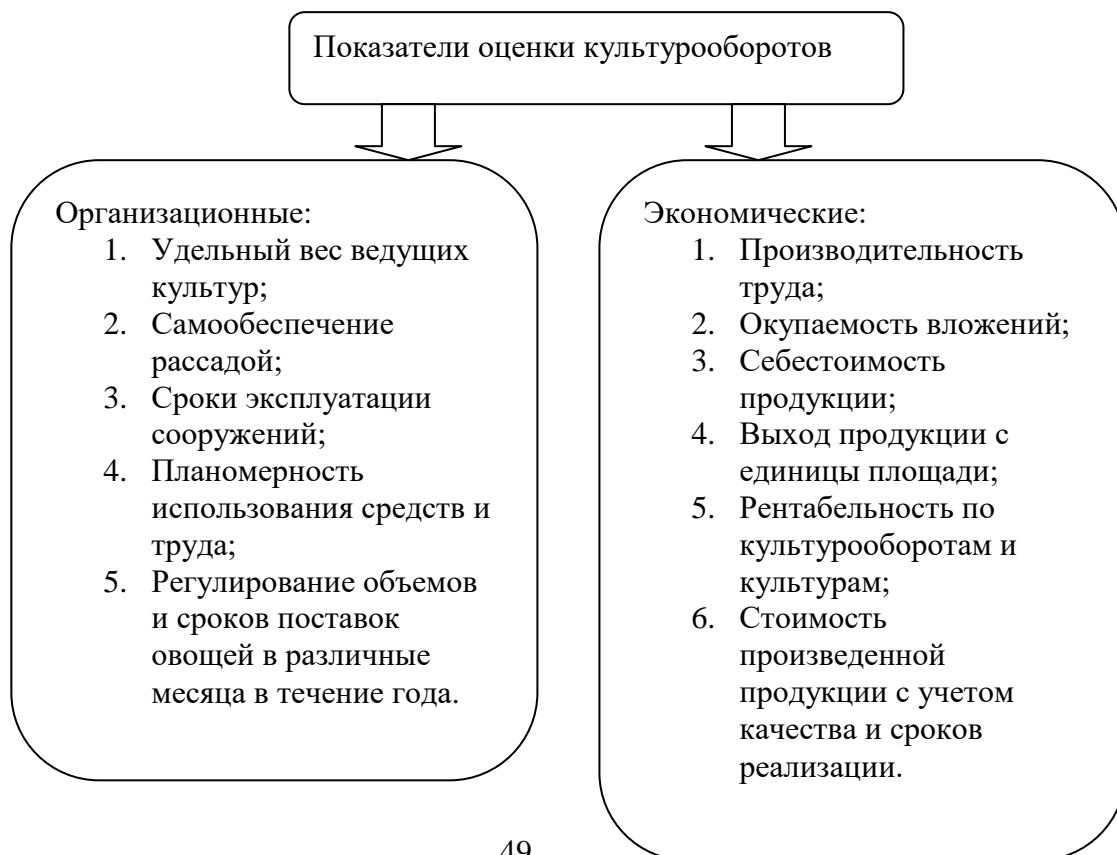 Показатели оценки культурооборотов
Организационные:
1. Удельный вес ведущих
культур;
2. Самообеспечение
рассадой;
3. Сроки эксплуатации
сооружений;
4. Планомерность
использования средств и
труда;
5. Регулирование объемов
и сроков поставок
овощей в различные
месяца в течение года.
Экономические:
1. Производительность
труда;
2. Окупаемость вложений;
3. Себестоимость
продукции;
4. Выход продукции с
единицы площади;
5. Рентабельность по
культурооборотам и
культурам;
6. Стоимость
произведенной
продукции с учетом
качества и сроков
реализации.
49